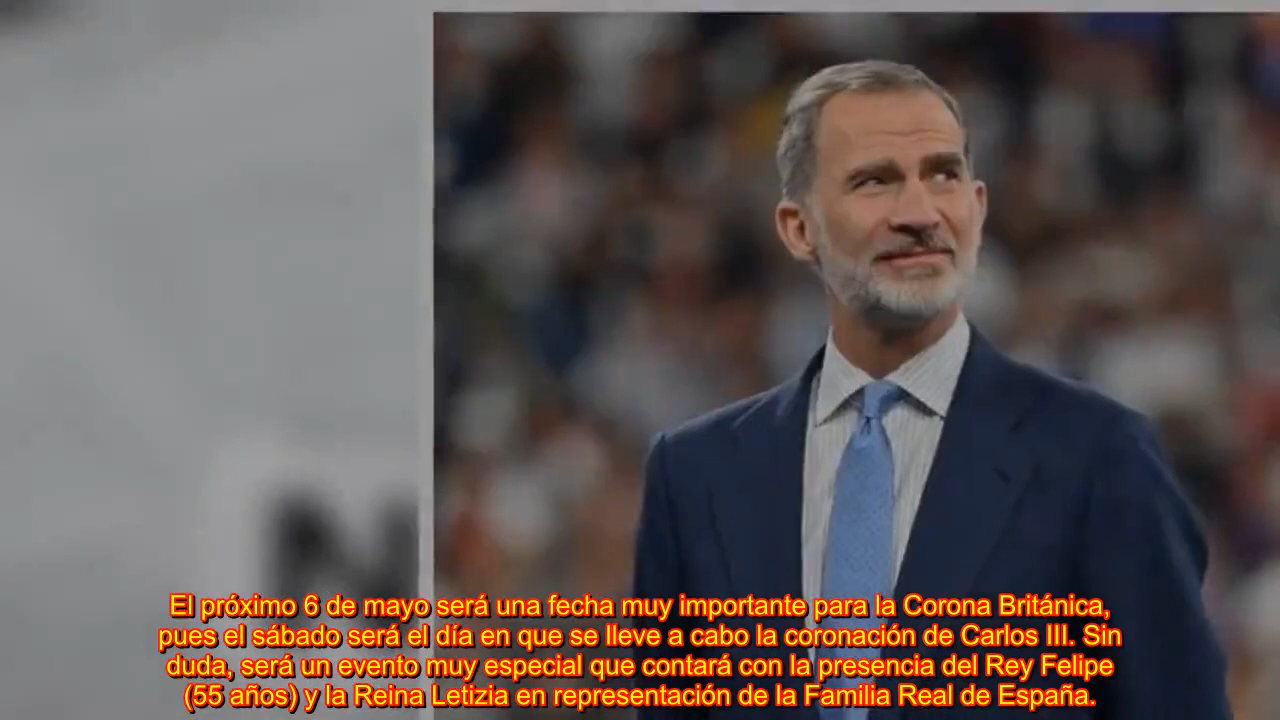 El próximo 6 de mayo será una fecha muy importante para la Corona Británica,
pues el sábado será el día en que se lleve a cabo la coronación de Carlos III. Sin
duda, será un evento muy especial que contará con la presencia del Rey Felipe
(55 años) y la Reina Letizia en representación de la Familia Real de España.